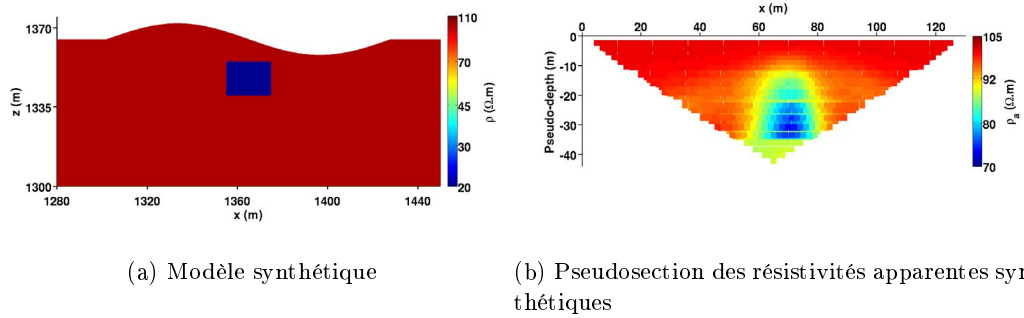 1370
1335
1300
z (m)
1280 1320 1360 1400 1440
x (m)
110
70
45
30
20
ρ (Ω.m)
(a) Modèle synthétique
x (m)
0 20 40 60 80 100 120
0
-10
-20
-30
-40
Pseudo-depth (m)
105
92
80
70
ρa (Ω.m)
(b) Pseudosection des résistivités apparentes syn
thétiques